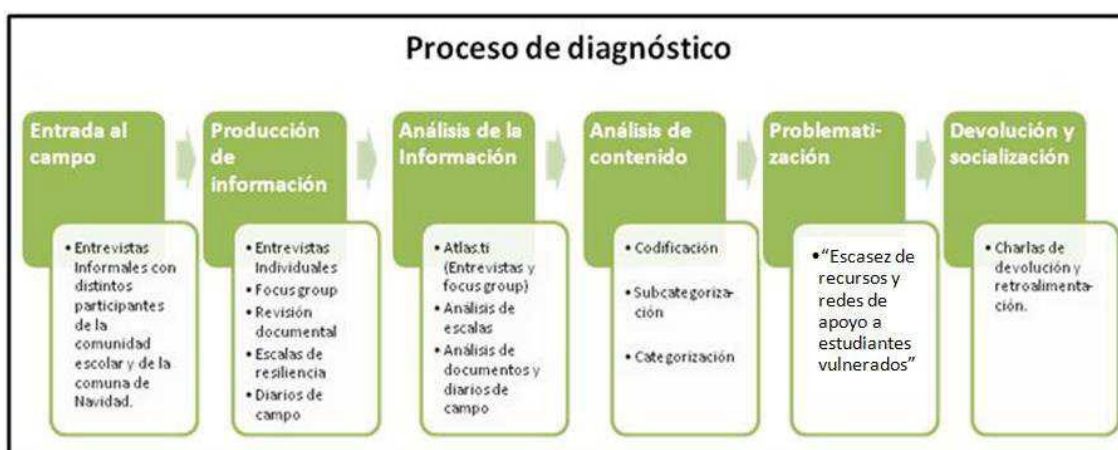 Proceso de diagnóstico
Entrada al
campo
• Entrevistas
Informales con
distintos
participantes
de la
comunidad
escolar y de la
comuna de
Navidad.
Producción
de
información
• Entrevistas
Individuales
• Focus group
• Revisión
documental
• Escalas de
resiliencia
• Diarios de
campo
Análisis de la
Información
• Atlas.ti
(Entrevistas y
focus group)
• Análisis de
escalas
• Análisis de
documentos y
diarios de
campo
Análisis de
contenido
• Codificación
• Subcategoriza-
ción
• Categorización
Problemati-
zación
• “Escasez de
recursos y
redes de
apoyo a
estudiantes
vulnerados”
Devolución y
socialización
• Charlas de
devolución y
retroalimenta-
ción.